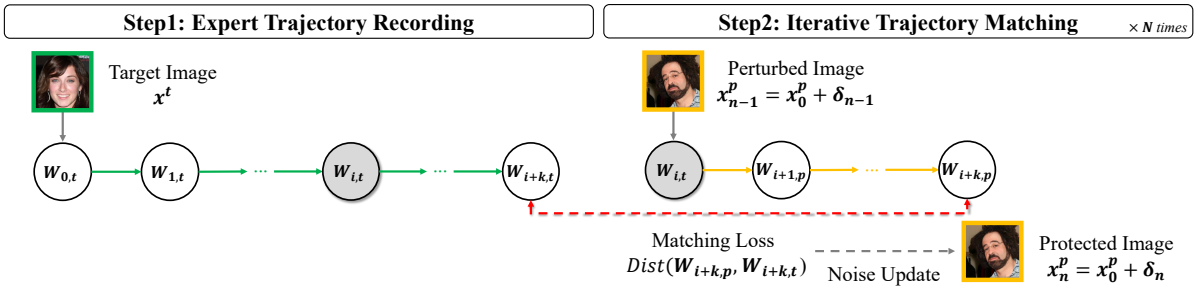 Step1: Expert Trajectory Recording
Target Image
x^t
W_{0,t}
W_{1,t}
...
W_{i,t}
...
W_{i+k,t}
Step2: Iterative Trajectory Matching
× N times
Perturbed Image
x^p_{n-1} = x^p_0 + δ_{n-1}
W_{i,t}
W_{i+1,p}
...
W_{i+k,p}
Matching Loss
Dist(W_{i+k,p}, W_{i+k,t})
Noise Update
Protected Image
x^p_n = x^p_0 + δ_n